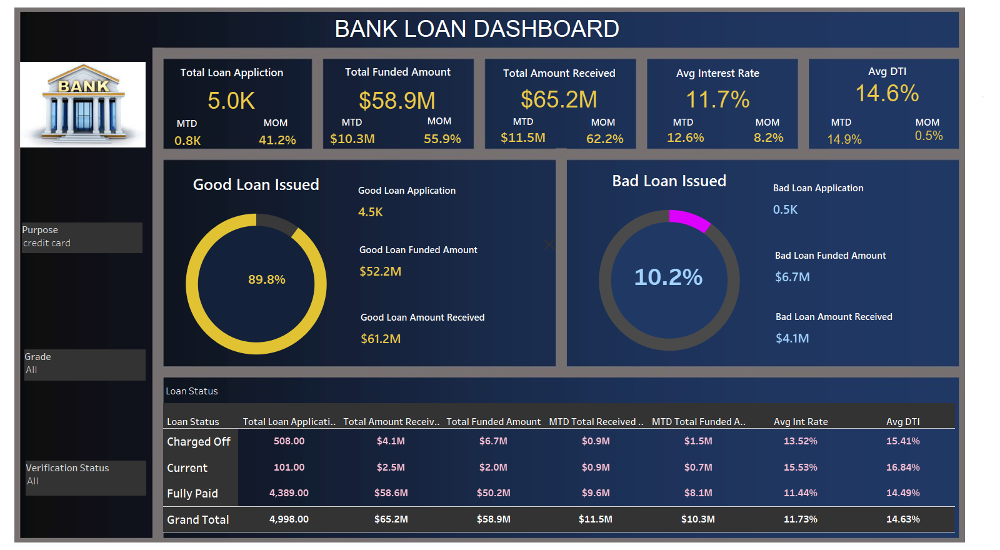 BANK LOAN DASHBOARD
BANK
Total Loan Appliction
5.0K
MTD MOM
0.8K 41.2%
Total Funded Amount
$58.9M
MTD MOM
$10.3M 55.9%
Total Amount Received
$65.2M
MTD MOM
$11.5M 62.2%
Avg Interest Rate
11.7%
MTD MOM
12.6% 8.2%
Avg DTI
14.6%
MTD MOM
14.9% 0.5%
Purpose
credit card
Grade
All
Verification Status
All
Good Loan Issued
89.8%
Good Loan Application
4.5K
Good Loan Funded Amount
$52.2M
Good Loan Amount Received
$61.2M
Bad Loan Issued
10.2%
Bad Loan Application
0.5K
Bad Loan Funded Amount
$6.7M
Bad Loan Amount Received
$4.1M
Loan Status
Loan Status Total Loan Applicati.. Total Amount Receiv.. Total Funded Amount MTD Total Received .. MTD Total Funded A.. Avg Int Rate Avg DTI
Charged Off 508.00 $4.1M $6.7M $0.9M $1.5M 13.52% 15.41%
Current 101.00 $2.5M $2.0M $0.9M $0.7M 15.53% 16.84%
Fully Paid 4,389.00 $58.6M $50.2M $9.6M $8.1M 11.44% 14.49%
Grand Total 4,998.00 $65.2M $58.9M $11.5M $10.3M 11.73% 14.63%